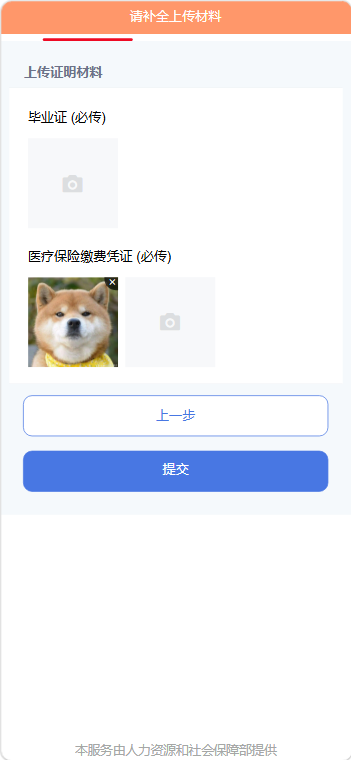 请补全上传材料
上传证明材料
毕业证 (必传)
医疗保险缴费凭证 (必传)
上一步
提交
本服务由人力资源和社会保障部提供